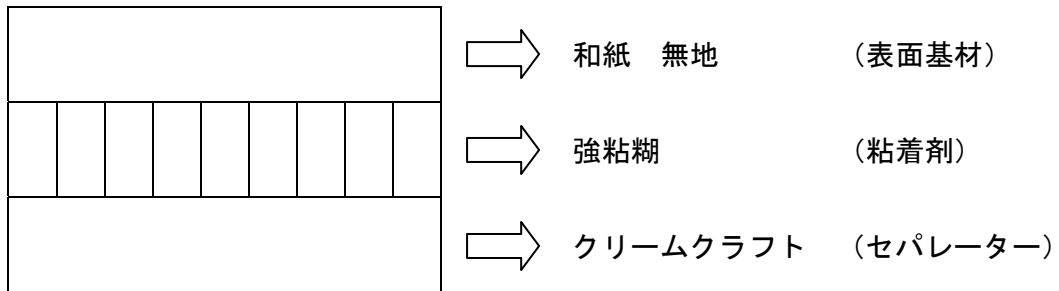 和紙　無地　（表面基材）
強粘糊　（粘着剤）
クリームクラフト　（セパレーター）